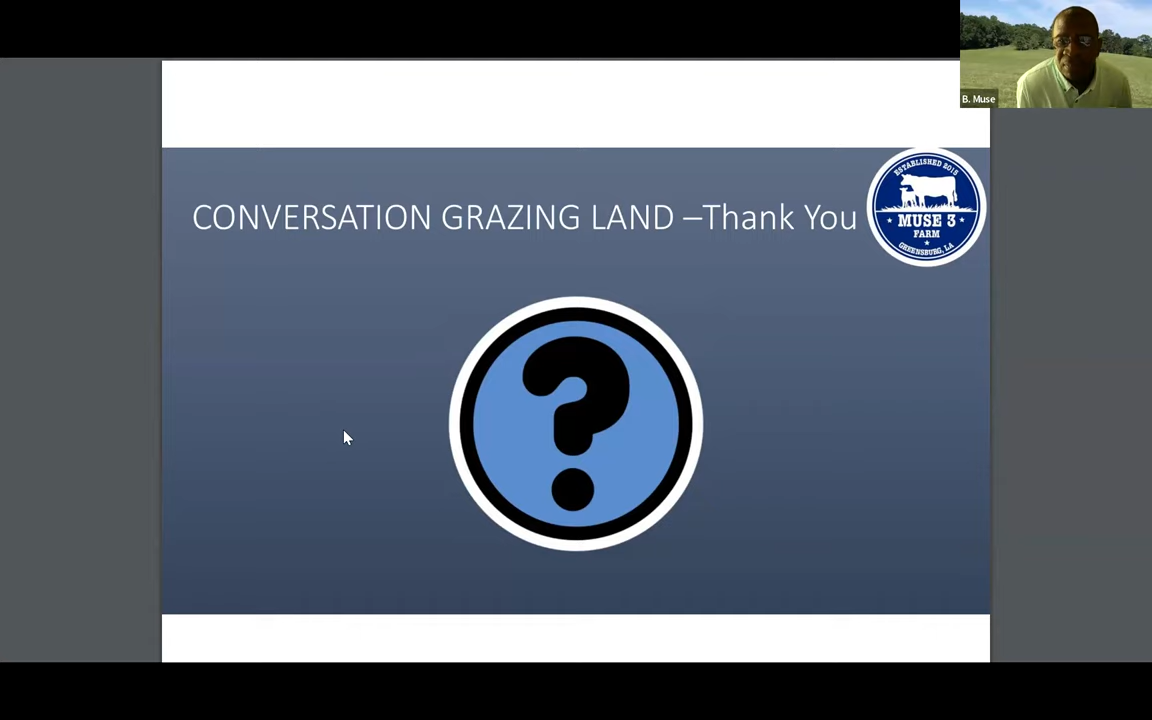 B. Muse
CONVERSATION GRAZING LAND –Thank You
ESTABLISHED 2015
MUSE 3
FARM
GREENSBURG, LA
?